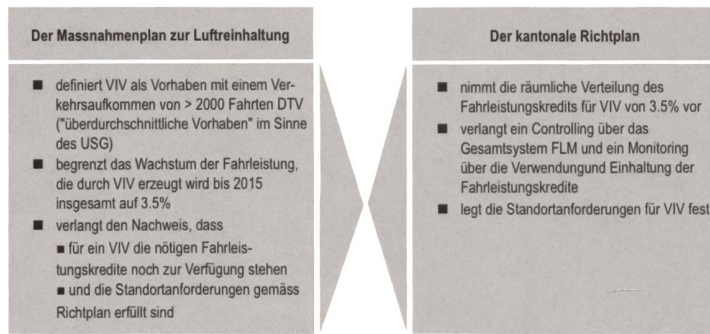 Der Massnahmenplan zur Luftreinhaltung
■ definiert VIV als Vorhaben mit einem Ver-
kehrsaufkommen von > 2000 Fahrten DTV
("überdurchschnittliche Vorhaben" im Sinne
des USG)
■ begrenzt das Wachstum der Fahrleistung,
die durch VIV erzeugt wird bis 2015
insgesamt auf 3.5%
■ verlangt den Nachweis, dass
■ für ein VIV die nötigen Fahrleis-
tungskredite noch zur Verfügung stehen
■ und die Standortanforderungen gemäss
Richtplan erfüllt sind
Der kantonale Richtplan
■ nimmt die räumliche Verteilung des
Fahrleistungskredits für VIV von 3.5% vor
■ verlangt ein Controlling über das
Gesamtsystem FLM und ein Monitoring
über die Verwendungund Einhaltung der
Fahrleistungskredite
■ legt die Standortanforderungen für VIV fest